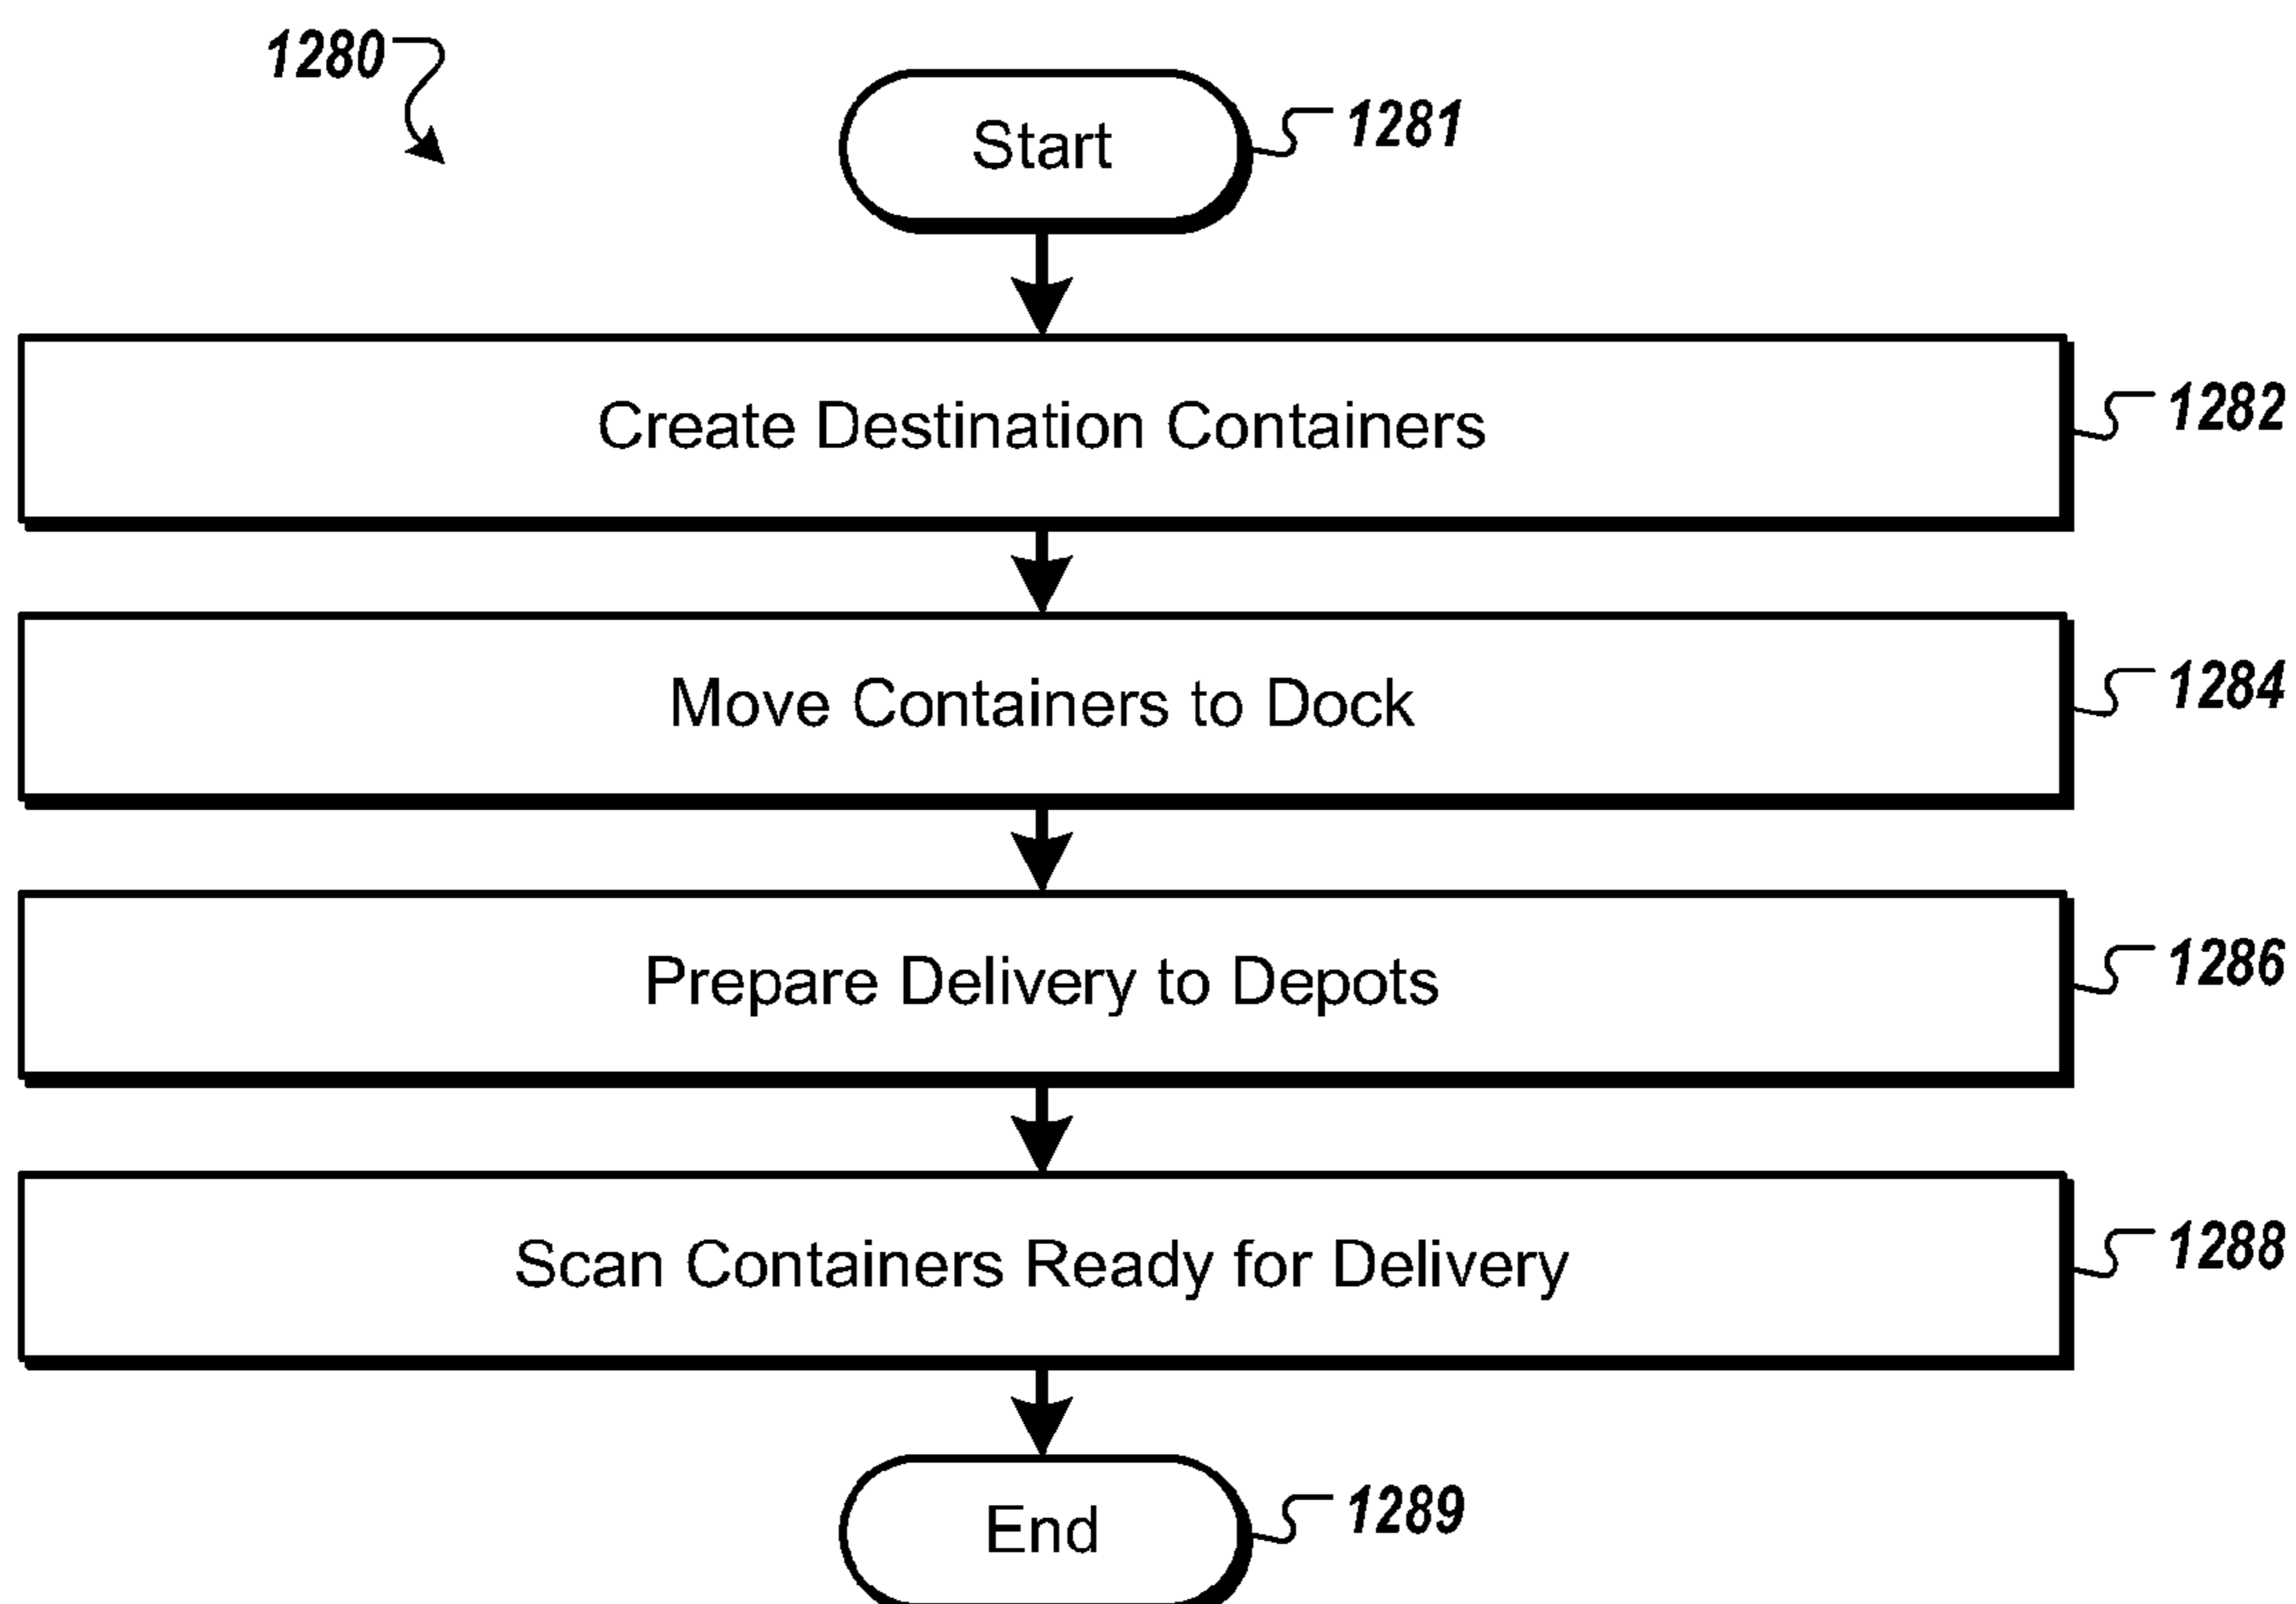 1280
Start
1281
Create Destination Containers
1282
Move Containers to Dock
1284
Prepare Delivery to Depots
1286
Scan Containers Ready for Delivery
1288
End
1289